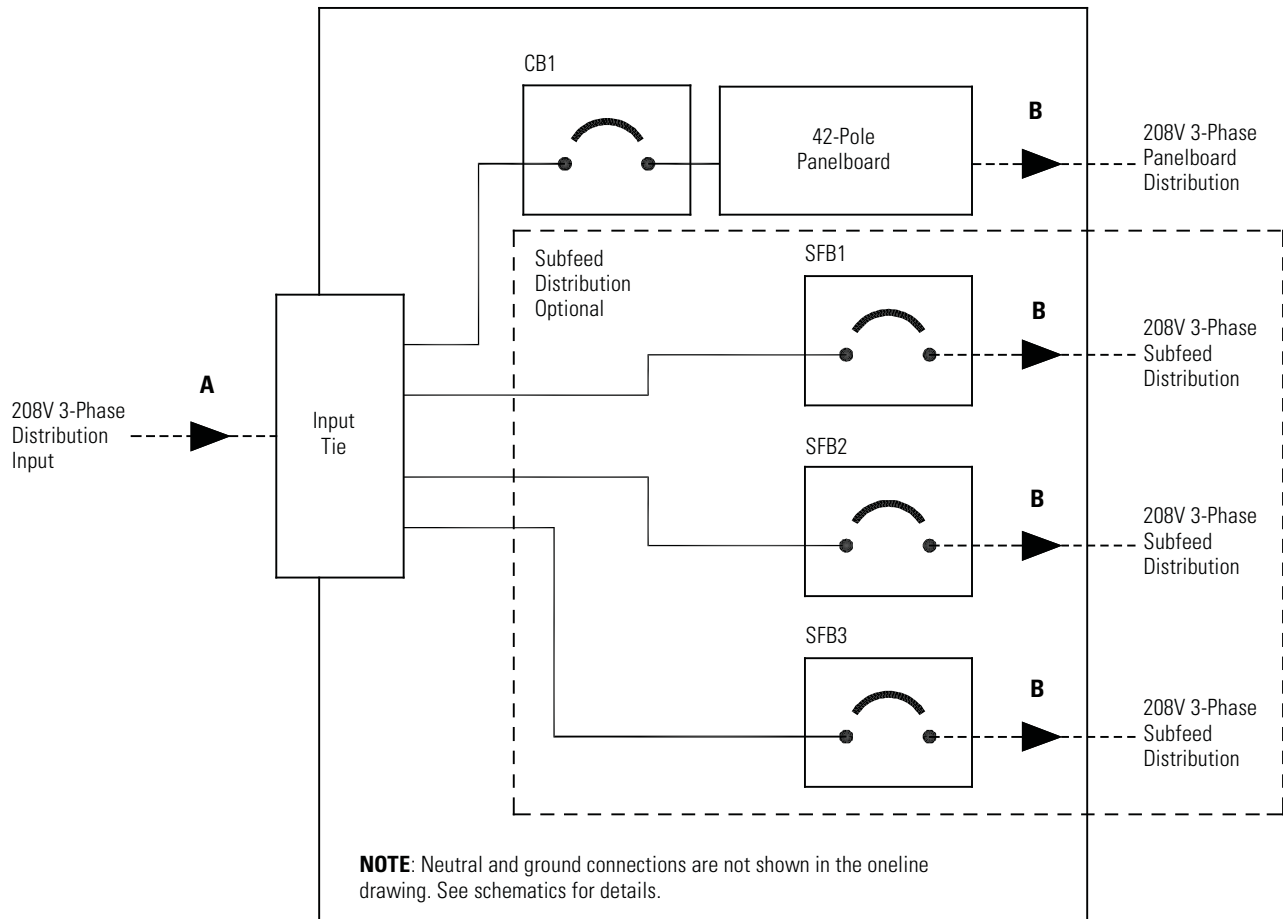 CB1
42-Pole
Panelboard
B
208V 3-Phase
Panelboard
Distribution
Subfeed
Distribution
Optional
SFB1
B
208V 3-Phase
Subfeed
Distribution
A
208V 3-Phase
Distribution
Input
Input
Tie
SFB2
B
208V 3-Phase
Subfeed
Distribution
SFB3
B
208V 3-Phase
Subfeed
Distribution
NOTE: Neutral and ground connections are not shown in the oneline
drawing. See schematics for details.